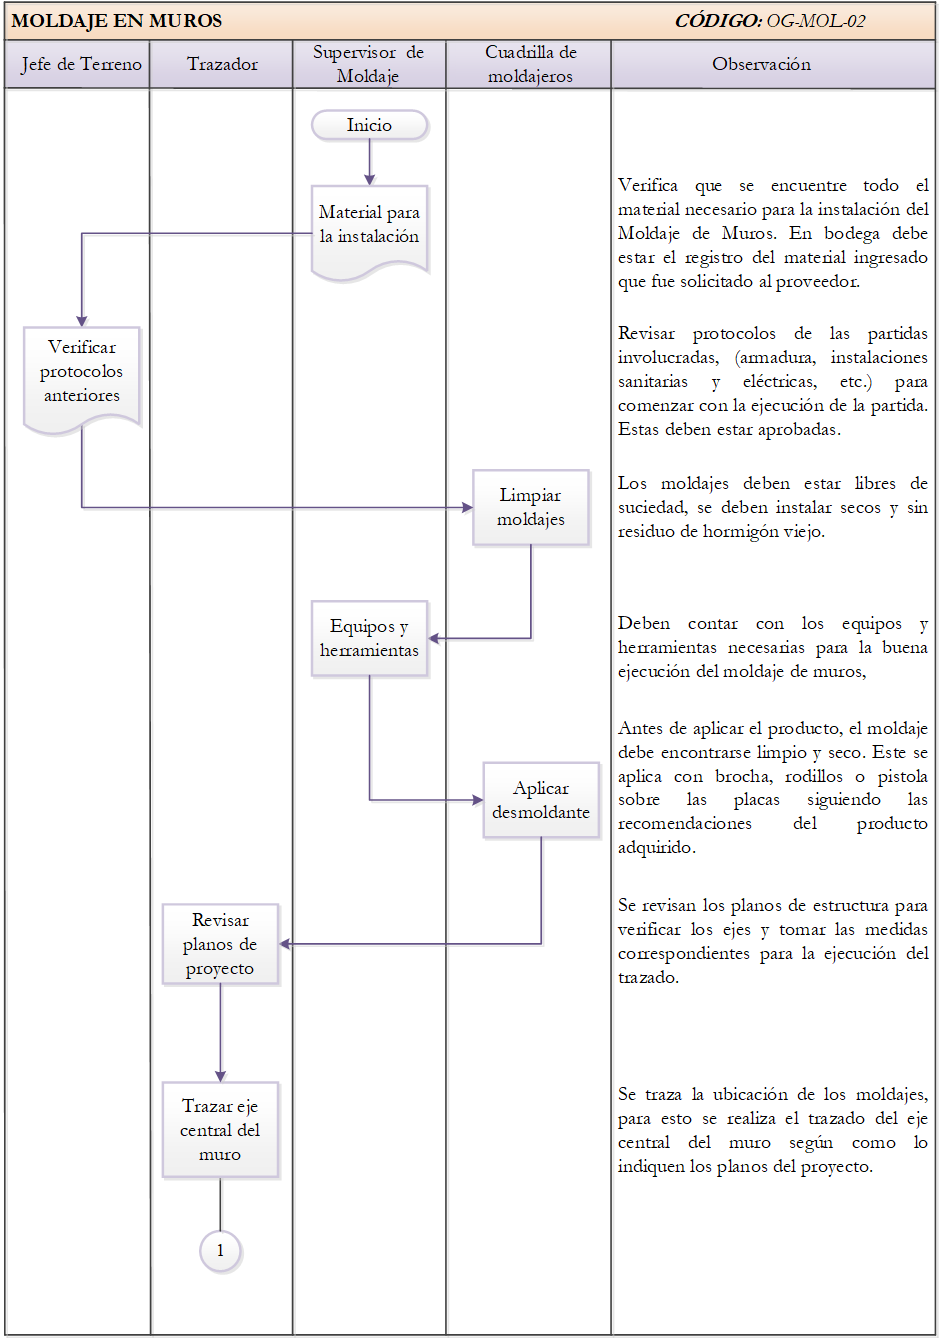 MOLDAJE EN MUROS
CÓDIGO: OG-MOL-02
Jefe de Terreno
Trazador
Supervisor de
Moldaje
Cuadrilla de
moldajeros
Observación
Inicio
Material para
la instalación
Verifica que se encuentre todo el
material necesario para la instalación del
Moldaje de Muros. En bodega debe
estar el registro del material ingresado
que fue solicitado al proveedor.
Verificar
protocolos
anteriores
Revisar protocolos de las partidas
involucradas, (armadura, instalaciones
sanitarias y eléctricas, etc.) para
comenzar con la ejecución de la partida.
Estas deben estar aprobadas.
Limpiar
moldajes
Los moldajes deben estar libres de
suciedad, se deben instalar secos y sin
residuo de hormigón viejo.
Equipos y
herramientas
Deben contar con los equipos y
herramientas necesarias para la buena
ejecución del moldaje de muros,
Aplicar
desmoldante
Antes de aplicar el producto, el moldaje
debe encontrarse limpio y seco. Este se
aplica con brocha, rodillos o pistola
sobre las placas siguiendo las
recomendaciones del producto
adquirido.
Revisar
planos de
proyecto
Se revisan los planos de estructura para
verificar los ejes y tomar las medidas
correspondientes para la ejecución del
trazado.
Trazar eje
central del
muro
Se traza la ubicación de los moldajes,
para esto se realiza el trazado del eje
central del muro según como lo
indiquen los planos del proyecto.
1